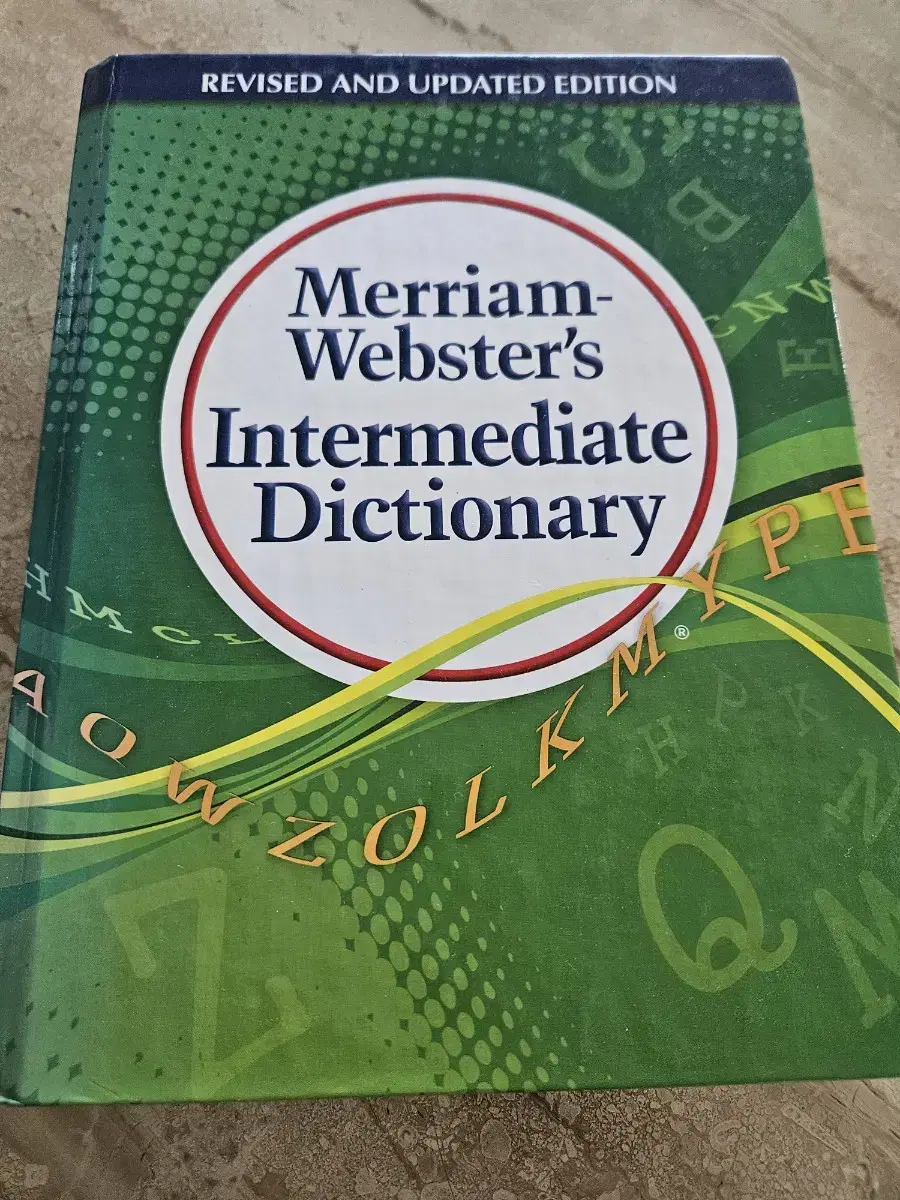 REVISED AND UPDATED EDITION
Merriam-
Webster's
Intermediate
Dictionary
®
U
B
C N W
E
H M C L
A O W Z O L K M Y P E
H P K
Z
Q
M
Z